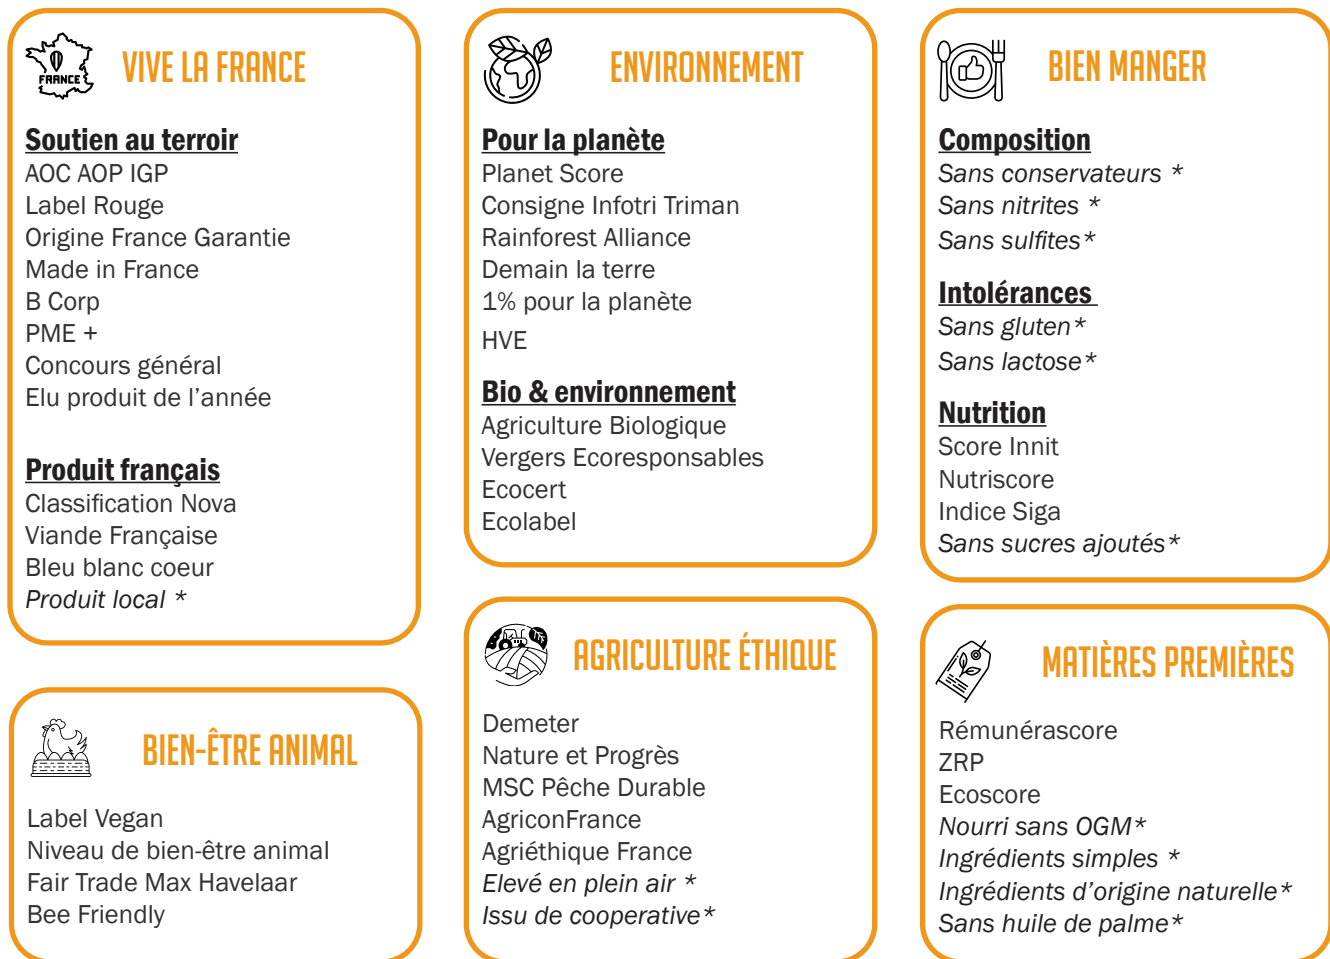 FRANCE
VIVE LA FRANCE
Soutien au terroir
AOC AOP IGP
Label Rouge
Origine France Garantie
Made in France
B Corp
PME +
Concours général
Elu produit de l'année
Produit français
Classification Nova
Viande Française
Bleu blanc coeur
Produit local *
BIEN-ÊTRE ANIMAL
Label Vegan
Niveau de bien-être animal
Fair Trade Max Havelaar
Bee Friendly
ENVIRONNEMENT
Pour la planète
Planet Score
Consigne Infotri Triman
Rainforest Alliance
Demain la terre
1% pour la planète
HVE
Bio & environnement
Agriculture Biologique
Vergers Ecoresponsables
Ecocert
Ecolabel
AGRICULTURE ÉTHIQUE
Demeter
Nature et Progrès
MSC Pêche Durable
AgriconFrance
Agriéthique France
Elevé en plein air *
Issu de cooperative*
BIEN MANGER
Composition
Sans conservateurs *
Sans nitrites *
Sans sulfites*
Intolérances
Sans gluten*
Sans lactose*
Nutrition
Score Innit
Nutriscore
Indice Siga
Sans sucres ajoutés*
MATIÈRES PREMIÈRES
Rémunérascore
ZRP
Ecoscore
Nourri sans OGM*
Ingrédients simples *
Ingrédients d'origine naturelle*
Sans huile de palme*